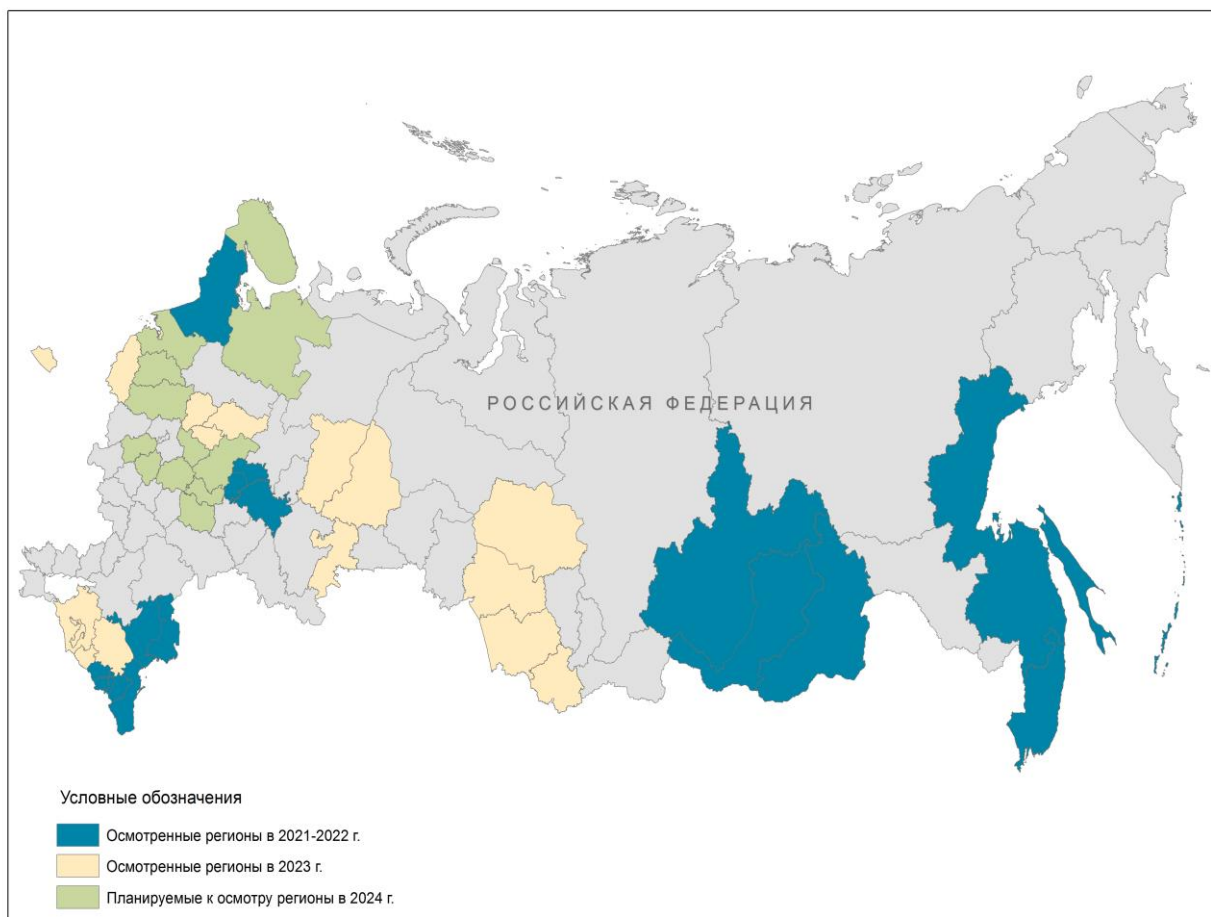 РОССИЙСКАЯ ФЕДЕРАЦИЯ
Условные обозначения
Осмотренные регионы в 2021-2022 г.
Осмотренные регионы в 2023 г.
Планируемые к осмотру регионы в 2024 г.